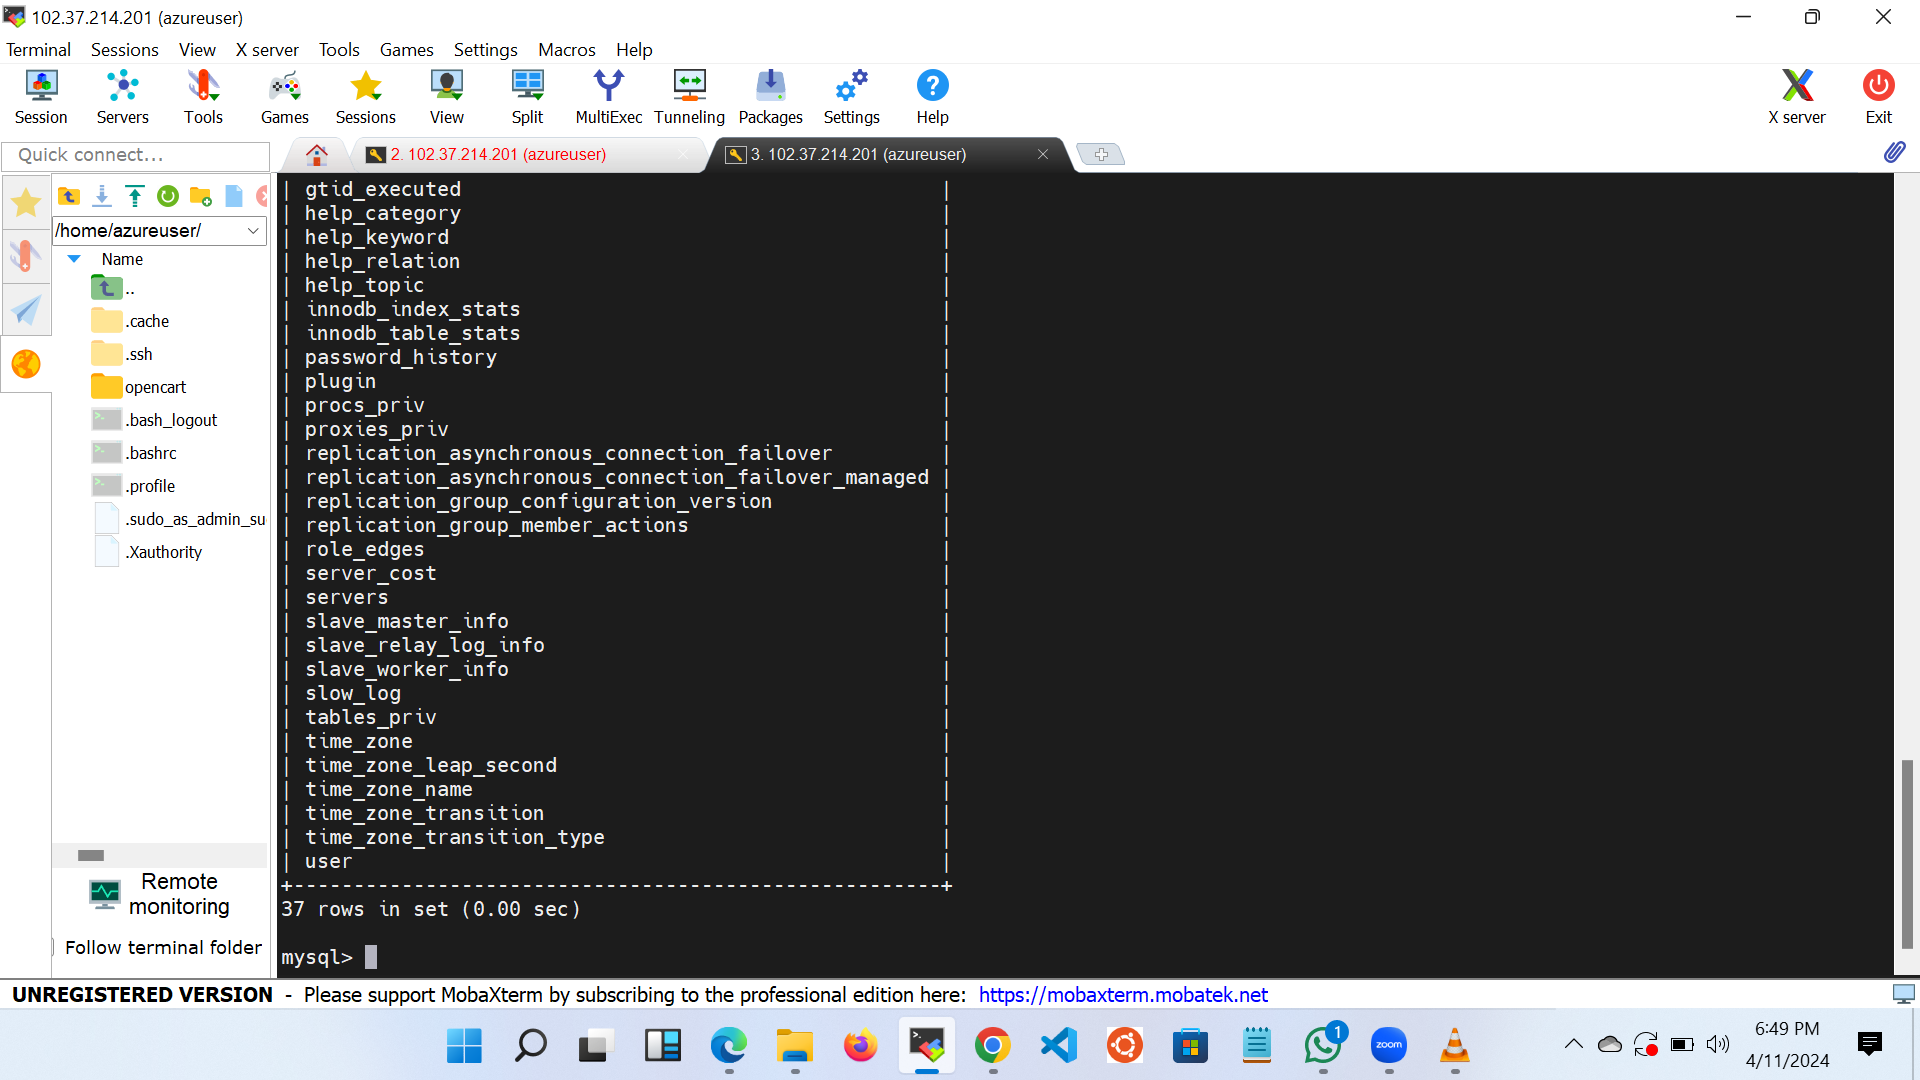 102.37.214.201 (azureuser)
Terminal Sessions View X server Tools Games Settings Macros Help
Session Servers Tools Games Sessions View Split MultiExec Tunneling Packages Settings Help X server Exit
Quick connect...
2. 102.37.214.201 (azureuser)
3. 102.37.214.201 (azureuser)
/home/azureuser/
Name
..
.cache
.ssh
opencart
.bash_logout
.bashrc
.profile
.sudo_as_admin_su
.Xauthority
Remote
monitoring
Follow terminal folder
| gtid_executed |
| help_category |
| help_keyword |
| help_relation |
| help_topic |
| innodb_index_stats |
| innodb_table_stats |
| password_history |
| plugin |
| procs_priv |
| proxies_priv |
| replication_asynchronous_connection_failover |
| replication_asynchronous_connection_failover_managed |
| replication_group_configuration_version |
| replication_group_member_actions |
| role_edges |
| server_cost |
| servers |
| slave_master_info |
| slave_relay_log_info |
| slave_worker_info |
| slow_log |
| tables_priv |
| time_zone |
| time_zone_leap_second |
| time_zone_name |
| time_zone_transition |
| time_zone_transition_type |
| user |
+------------------------------------------------------+
37 rows in set (0.00 sec)
mysql>
UNREGISTERED VERSION - Please support MobaXterm by subscribing to the professional edition here: https://mobaxterm.mobatek.net
1
zoom
6:49 PM
4/11/2024